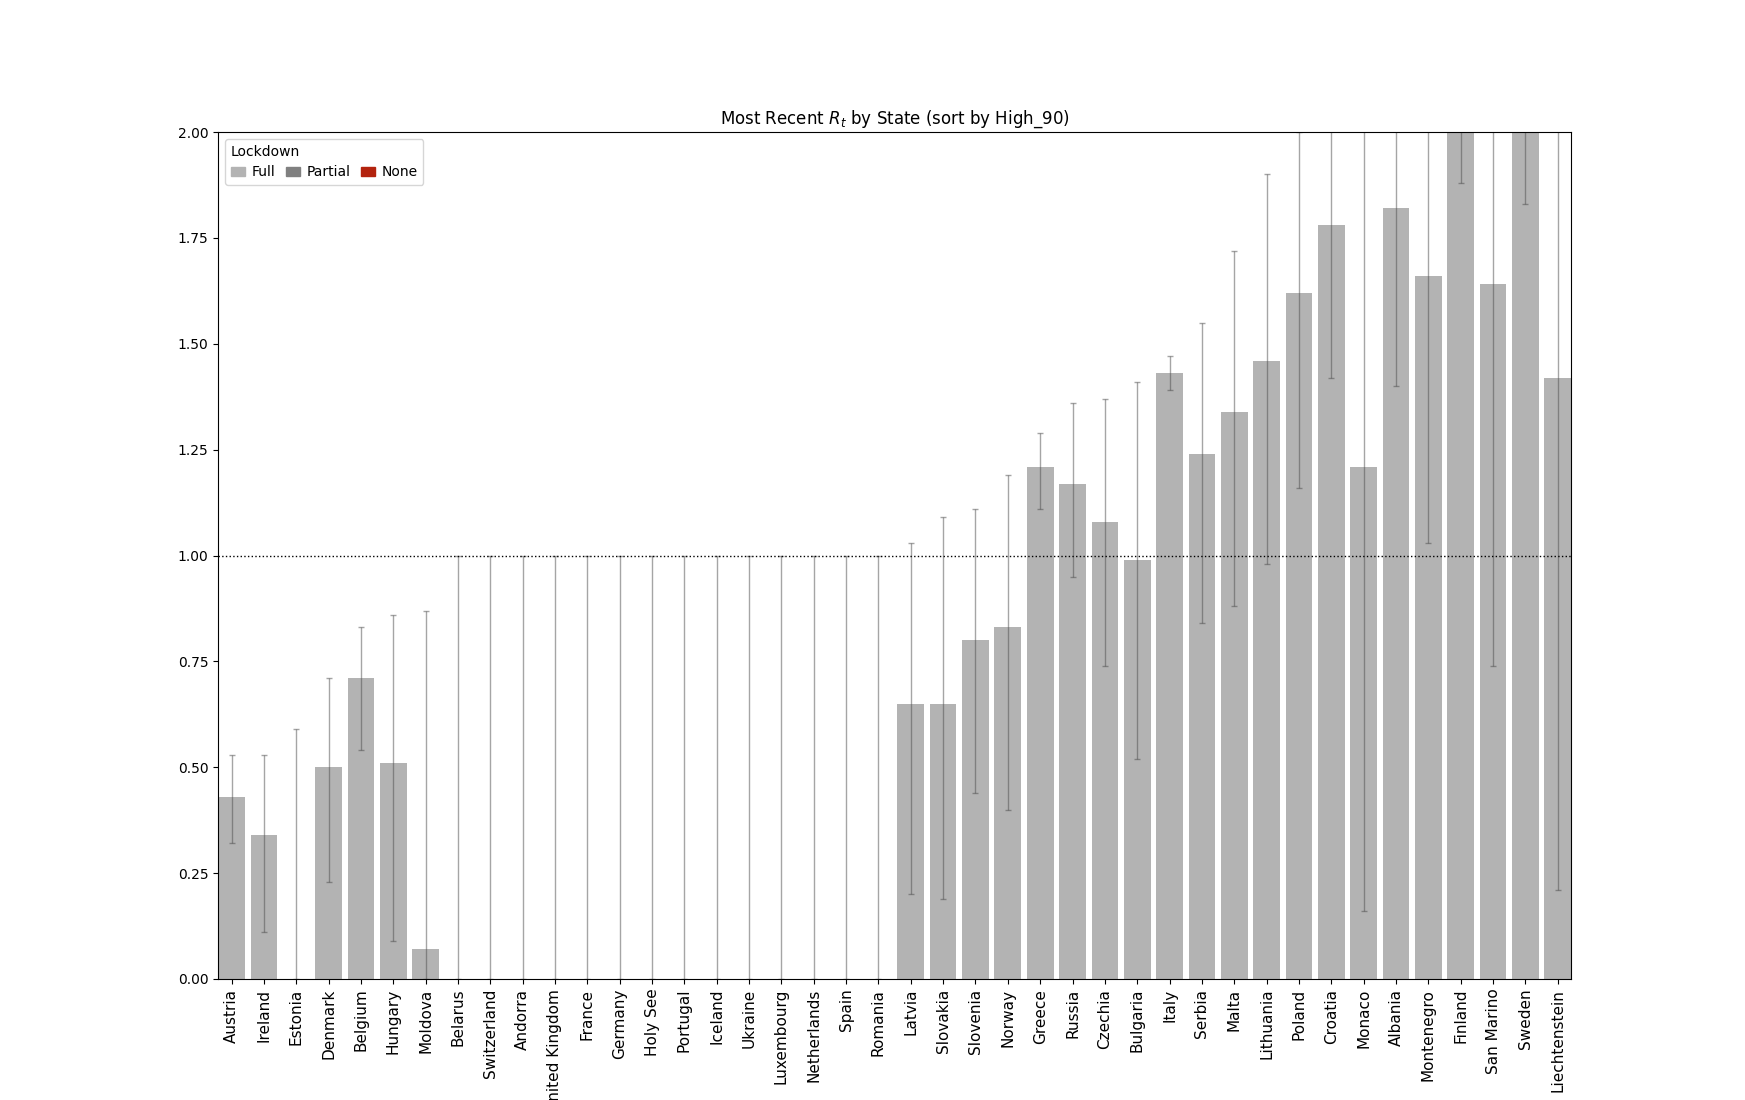 Most Recent R_t by State (sort by High_90)
Lockdown
Full Partial None
2.00
1.75
1.50
1.25
1.00
0.75
0.50
0.25
0.00
Austria
Ireland
Estonia
Denmark
Belgium
Hungary
Moldova
Belarus
Switzerland
Andorra
nited Kingdom
France
Germany
Holy See
Portugal
Iceland
Ukraine
Luxembourg
Netherlands
Spain
Romania
Latvia
Slovakia
Slovenia
Norway
Greece
Russia
Czechia
Bulgaria
Italy
Serbia
Malta
Lithuania
Poland
Croatia
Monaco
Albania
Montenegro
Finland
San Marino
Sweden
Liechtenstein